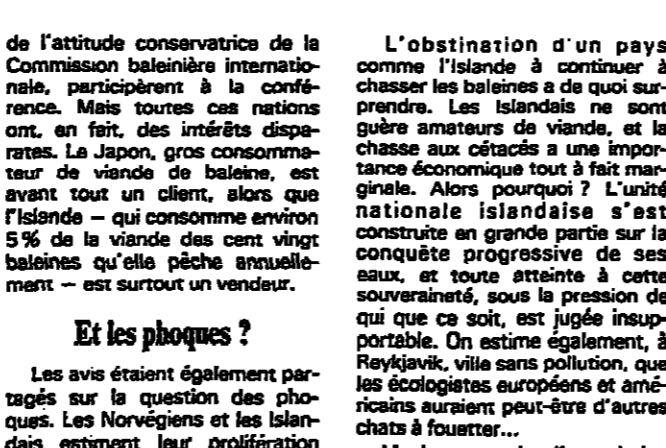 de l'attitude conservatrice de la
Commission baleinière internatio-
nale, participèrent à la confé-
rence. Mais toutes ces nations
ont, en fait, des intérêts dispa-
rates. Le Japon, gros consomma-
teur de viande de baleine, est
avant tout un client, alors que
l'Islande — qui consomme environ
5 % de la viande des cent vingt
baleines qu'elle pêche annuelle-
ment — est surtout un vendeur.
Et les phoques ?
Les avis étaient également par-
tagés sur la question des pho-
ques. Les Norvégiens et les Islan-
dais estiment leur prolifération
L'obstination d'un pays
comme l'Islande à continuer à
chasser les baleines a de quoi sur-
prendre. Les Islandais ne sont
guère amateurs de viande, et la
chasse aux cétacés a une impor-
tance économique tout à fait mar-
ginale. Alors pourquoi ? L'unité
nationale islandaise s'est
construite en grande partie sur la
conquête progressive de ses
eaux, et toute atteinte à cette
souveraineté, sous la pression de
qui que ce soit, est jugée insup-
portable. On estime également, à
Reykjavik, ville sans pollution, que
les écologistes européens et amé-
ricains auraient peut-être d'autres
chats à fouetter...